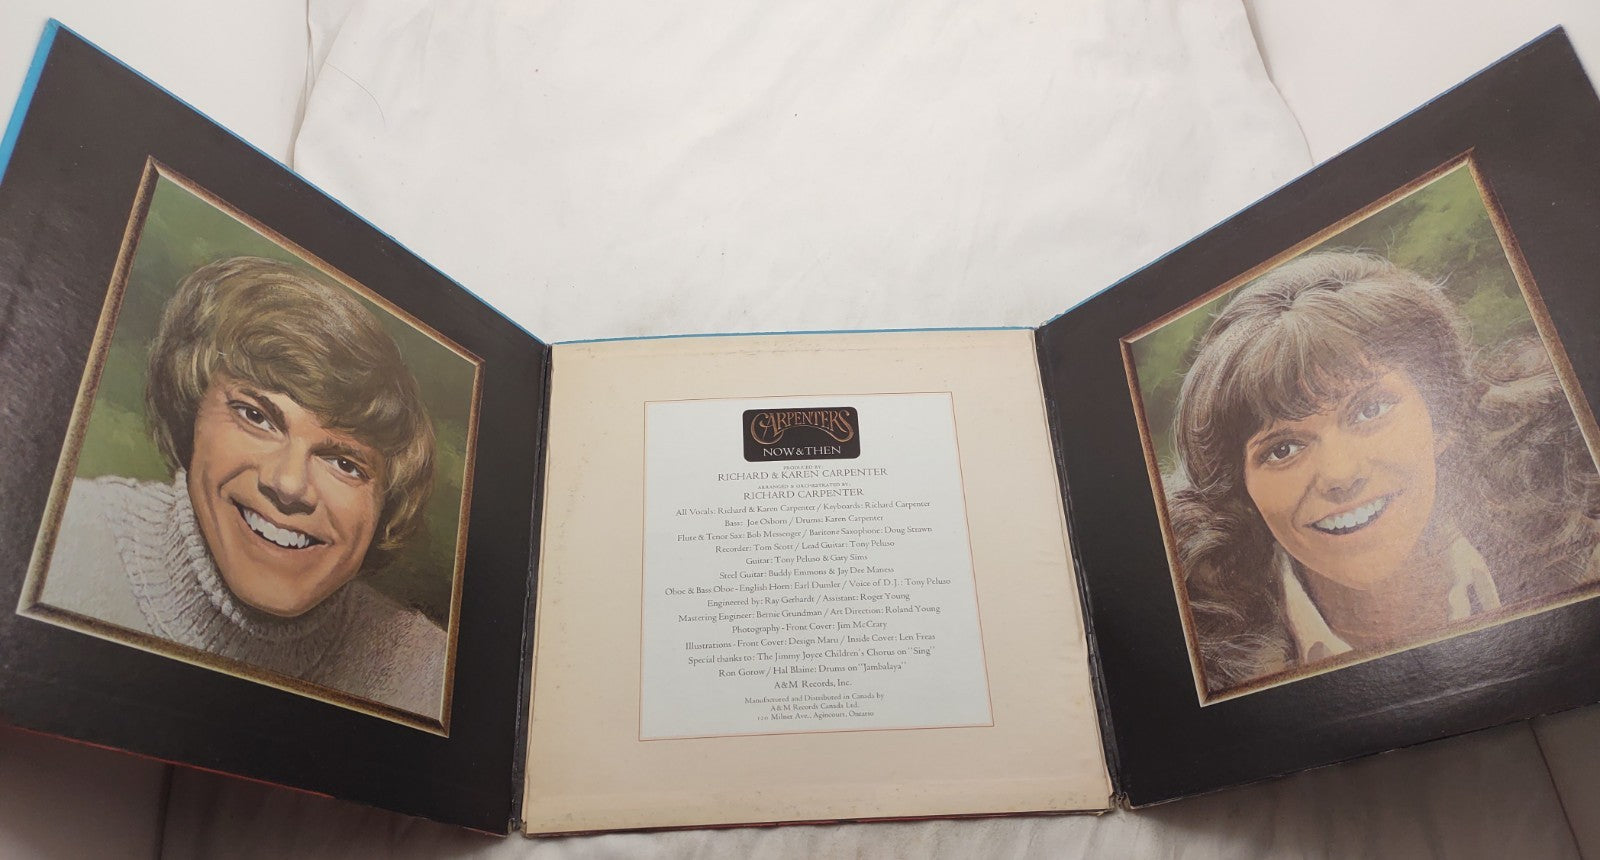 CARPENTERS
NOW & THEN
PRODUCED BY:
RICHARD & KAREN CARPENTER
ARRANGED & ORCHESTRATED BY:
RICHARD CARPENTER
All Vocals: Richard & Karen Carpenter / Keyboards: Richard Carpenter
Bass: Joe Osborn / Drums: Karen Carpenter
Flute & Tenor Sax: Bob Messenger / Baritone Saxophone: Doug Strawn
Recorder: Tom Scott / Lead Guitar: Tony Peluso
Guitar: Tony Peluso & Gary Sims
Steel Guitar: Buddy Emmons & Jay Dee Maness
Oboe & Bass Oboe - English Horn: Earl Dumler / Voice of D.J.: Tony Peluso
Engineered by: Ray Gerhardt / Assistant: Roger Young
Mastering Engineer: Bernie Grundman / Art Direction: Roland Young
Photography - Front Cover: Jim McCrary
Illustrations - Front Cover: Design Maru / Inside Cover: Len Freas
Special thanks to: The Jimmy Joyce Children's Chorus on "Sing"
Ron Gorow / Hal Blaine: Drums on "Jambalaya"
A&M Records, Inc.
Manufactured and Distributed in Canada by
A&M Records Canada Ltd.
120 Milner Ave., Agincourt, Ontario